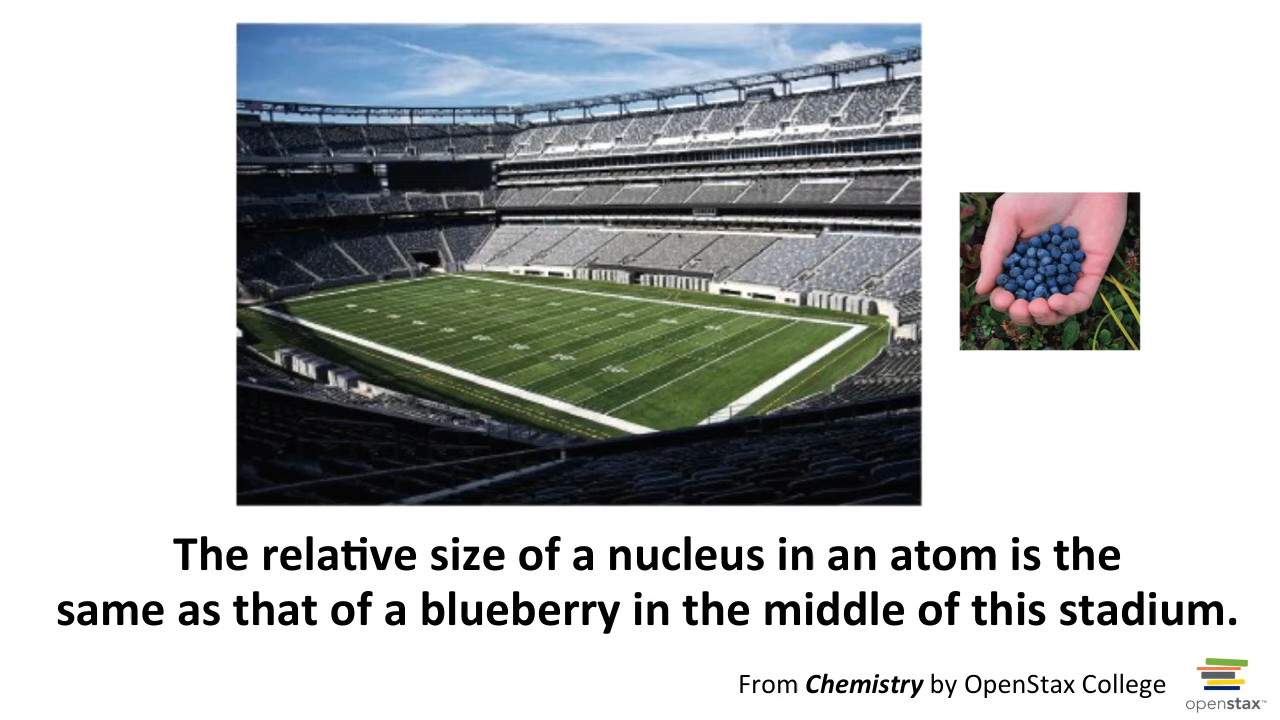 The relative size of a nucleus in an atom is the
same as that of a blueberry in the middle of this stadium.
From Chemistry by OpenStax College
openstax™